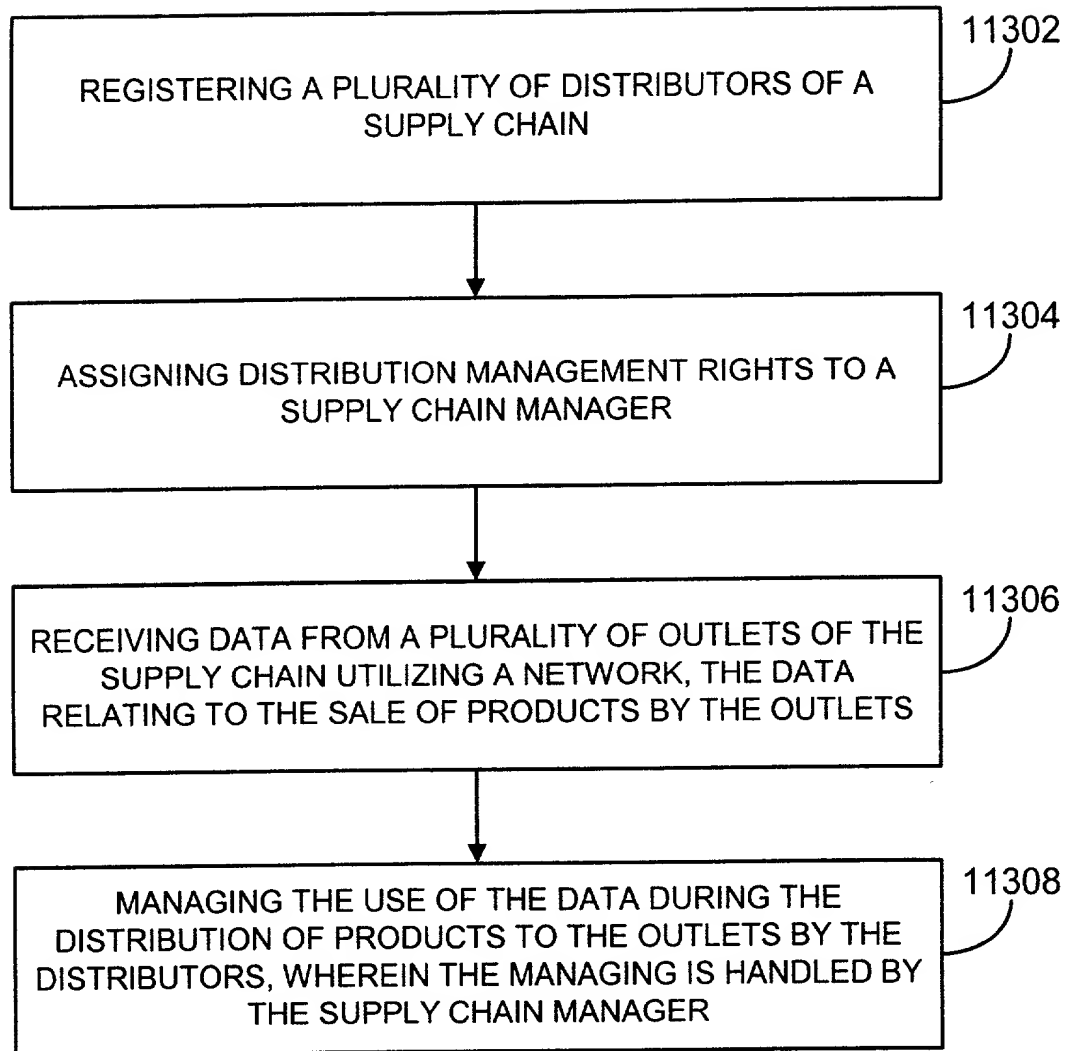 11302
REGISTERING A PLURALITY OF DISTRIBUTORS OF A
SUPPLY CHAIN
11304
ASSIGNING DISTRIBUTION MANAGEMENT RIGHTS TO A
SUPPLY CHAIN MANAGER
11306
RECEIVING DATA FROM A PLURALITY OF OUTLETS OF THE
SUPPLY CHAIN UTILIZING A NETWORK, THE DATA
RELATING TO THE SALE OF PRODUCTS BY THE OUTLETS
11308
MANAGING THE USE OF THE DATA DURING THE
DISTRIBUTION OF PRODUCTS TO THE OUTLETS BY THE
DISTRIBUTORS, WHEREIN THE MANAGING IS HANDLED BY
THE SUPPLY CHAIN MANAGER